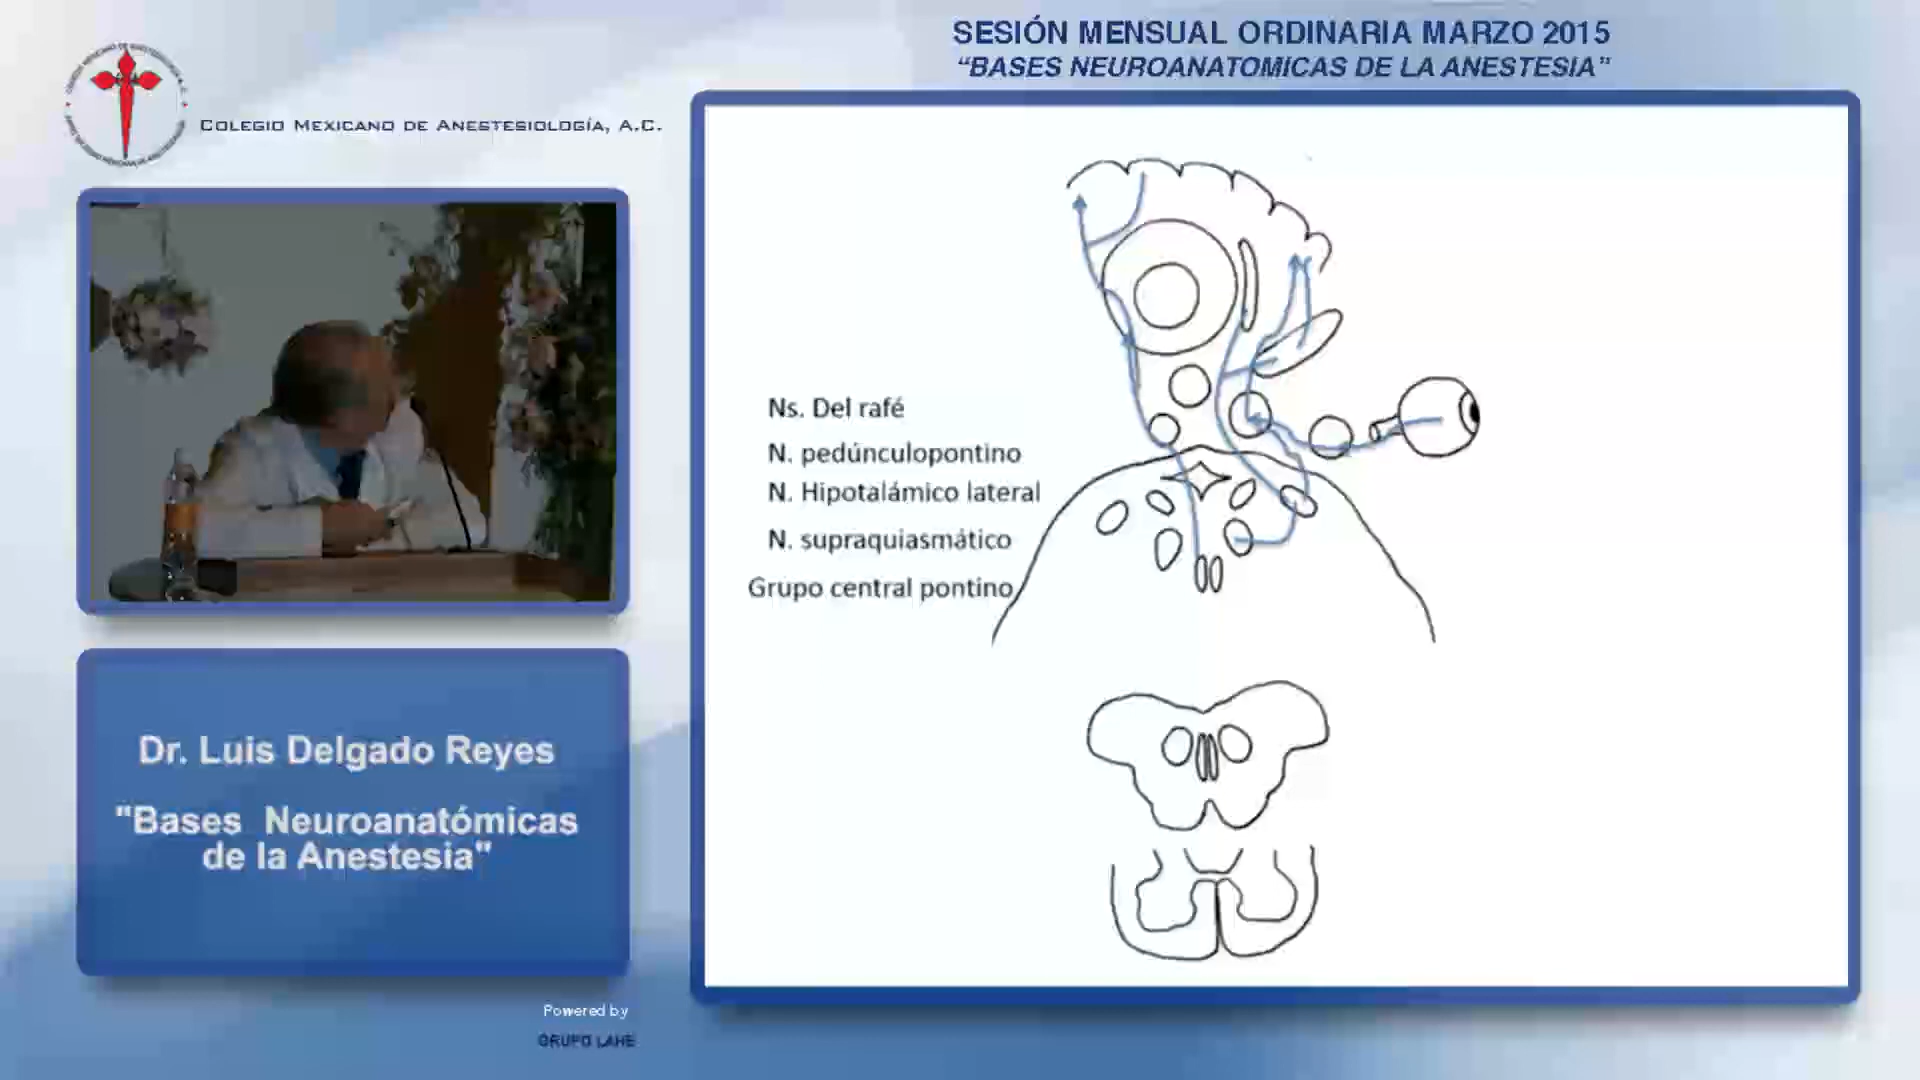 SESIÓN MENSUAL ORDINARIA MARZO 2015
“BASES NEUROANATOMICAS DE LA ANESTESIA”
COLEGIO MEXICANO DE ANESTESIOLOGÍA, A.C.
Ns. Del rafé
N. pedúnculopontino
N. Hipotalámico lateral
N. supraquiasmático
Grupo central pontino
Dr. Luis Delgado Reyes
"Bases Neuroanatómicas
de la Anestesia"
Powered by
GRUPO LAHE